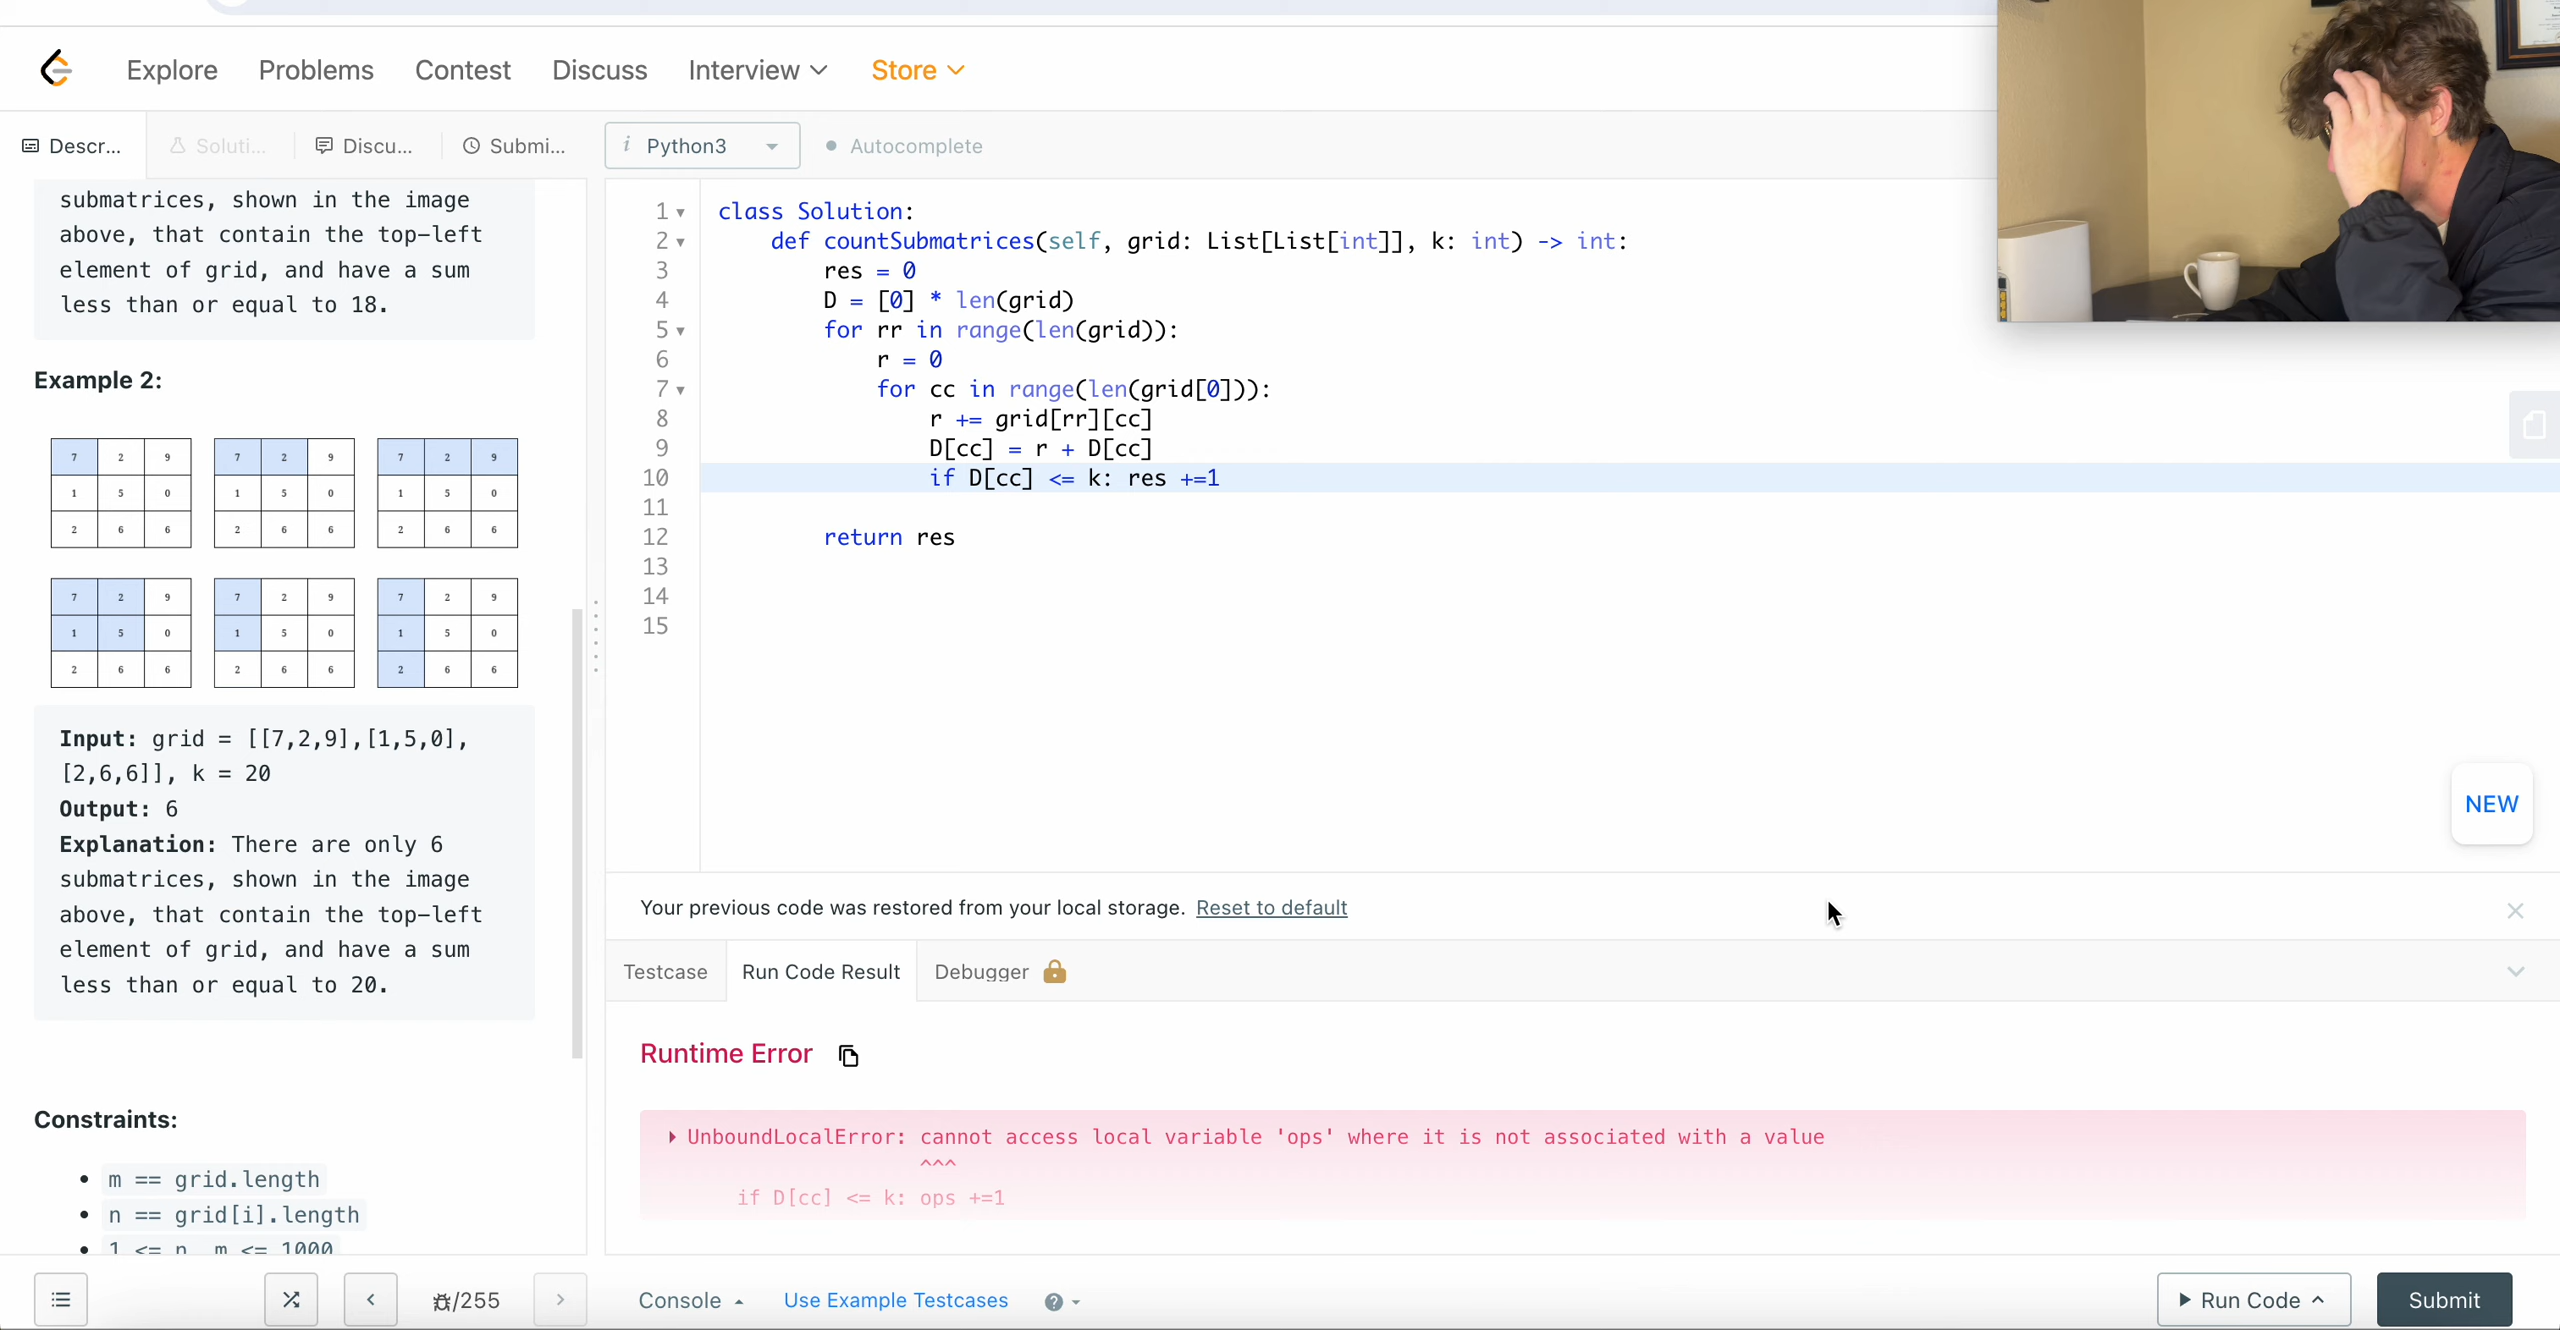 Explore Problems Contest Discuss Interview Store
Descr... Soluti... Discu... Submi...
i Python3 Autocomplete
submatrices, shown in the image
above, that contain the top-left
element of grid, and have a sum
less than or equal to 18.
Example 2:
7 2 9 7 2 9 7 2 9
1 5 0 1 5 0 1 5 0
2 6 6 2 6 6 2 6 6
7 2 9 7 2 9 7 2 9
1 5 0 1 5 0 1 5 0
2 6 6 2 6 6 2 6 6
Input: grid = [[7,2,9],[1,5,0],
[2,6,6]], k = 20
Output: 6
Explanation: There are only 6
submatrices, shown in the image
above, that contain the top-left
element of grid, and have a sum
less than or equal to 20.
Constraints:
m == grid.length
n == grid[i].length
1 <= n, m <= 1000
1 class Solution:
2 def countSubmatrices(self, grid: List[List[int]], k: int) -> int:
3 res = 0
4 D = [0] * len(grid)
5 for rr in range(len(grid)):
6 r = 0
7 for cc in range(len(grid[0])):
8 r += grid[rr][cc]
9 D[cc] = r + D[cc]
10 if D[cc] <= k: res +=1
11
12 return res
13
14
15
NEW
Your previous code was restored from your local storage. Reset to default
Testcase Run Code Result Debugger
Runtime Error
UnboundLocalError: cannot access local variable 'ops' where it is not associated with a value
^^^
if D[cc] <= k: ops +=1
/255
Console Use Example Testcases ?
Run Code Submit